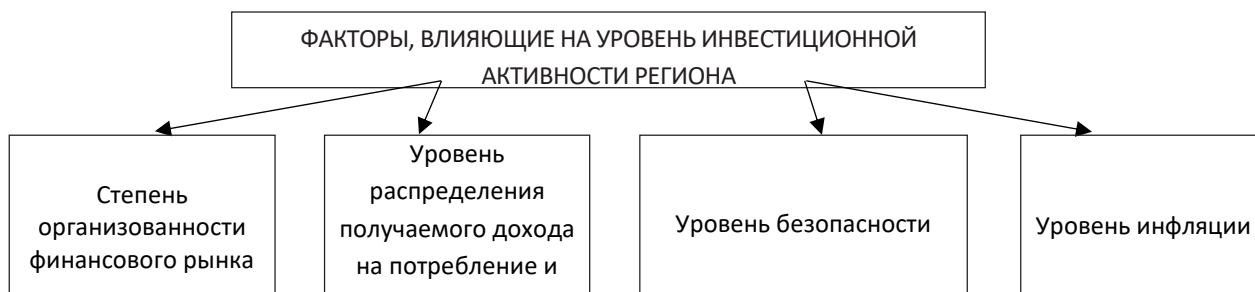 ФАКТОРЫ, ВЛИЯЮЩИЕ НА УРОВЕНЬ ИНВЕСТИЦИОННОЙ
АКТИВНОСТИ РЕГИОНА
Степень
организованности
финансового рынка
Уровень
распределения
получаемого дохода
на потребление и
Уровень безопасности
Уровень инфляции